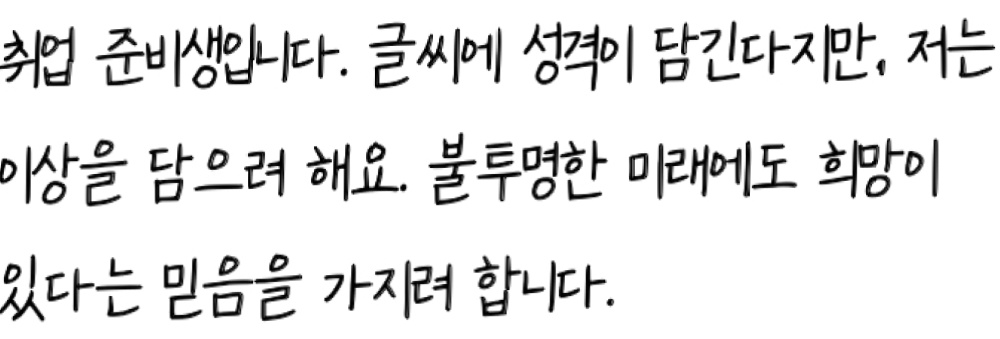 취업 준비생입니다. 글씨에 성격이 담긴다지만, 저는
이상을 담으려 해요. 불투명한 미래에도 희망이
있다는 믿음을 가지려 합니다.